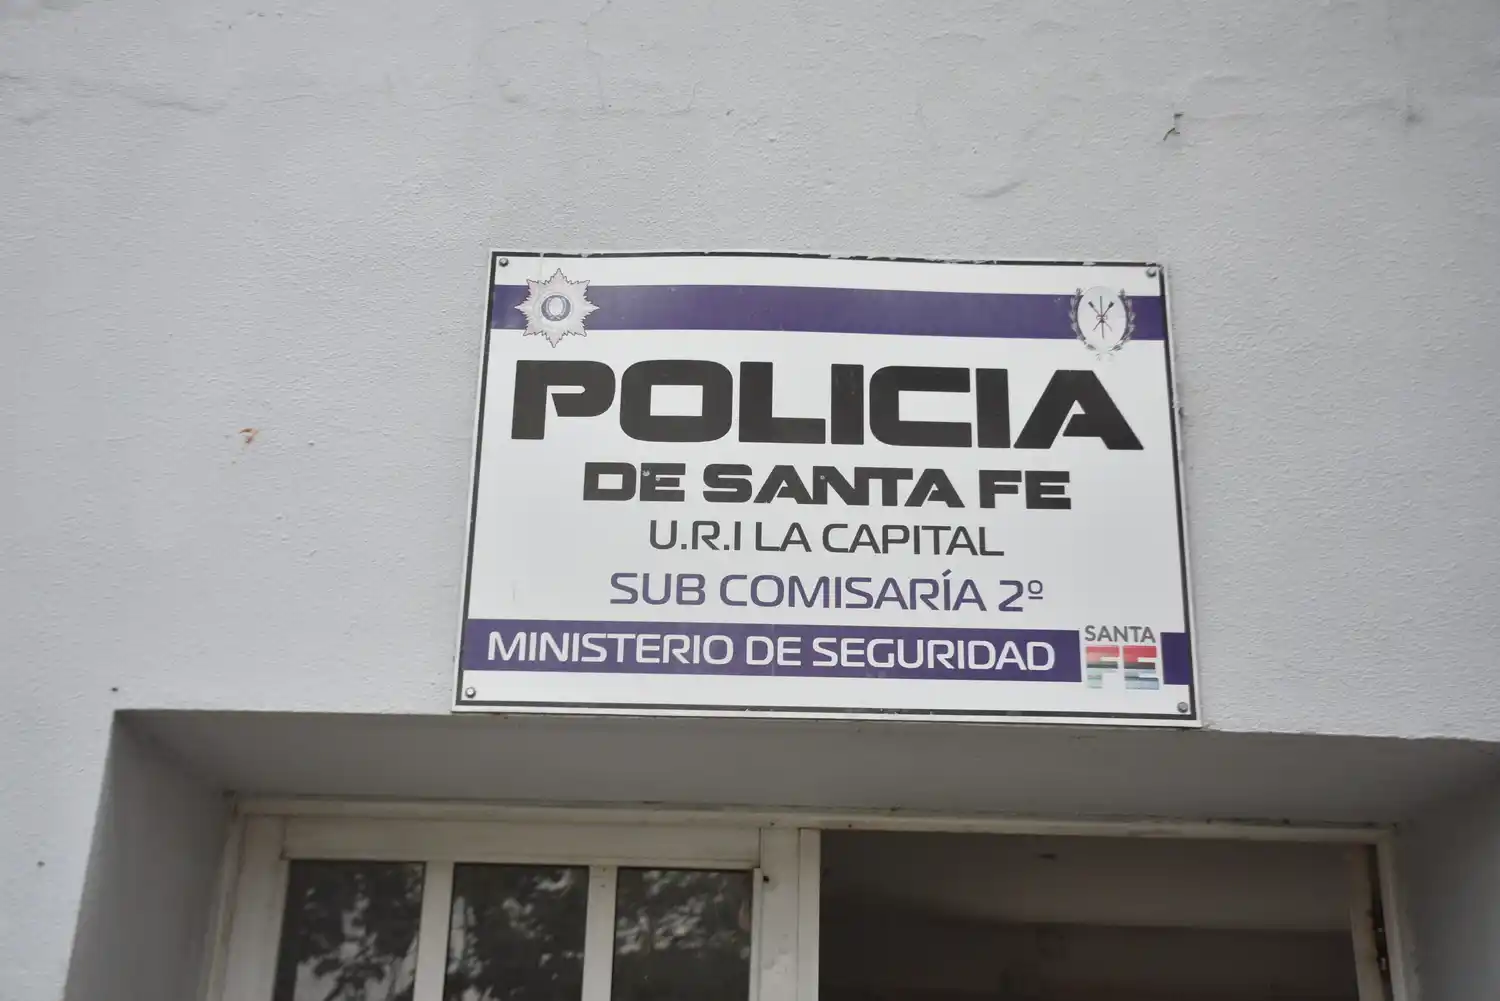 POLICIA
DE SANTA FE
U.R.I LA CAPITAL
SUB COMISARÍA 2º
MINISTERIO DE SEGURIDAD
SANTA
FE